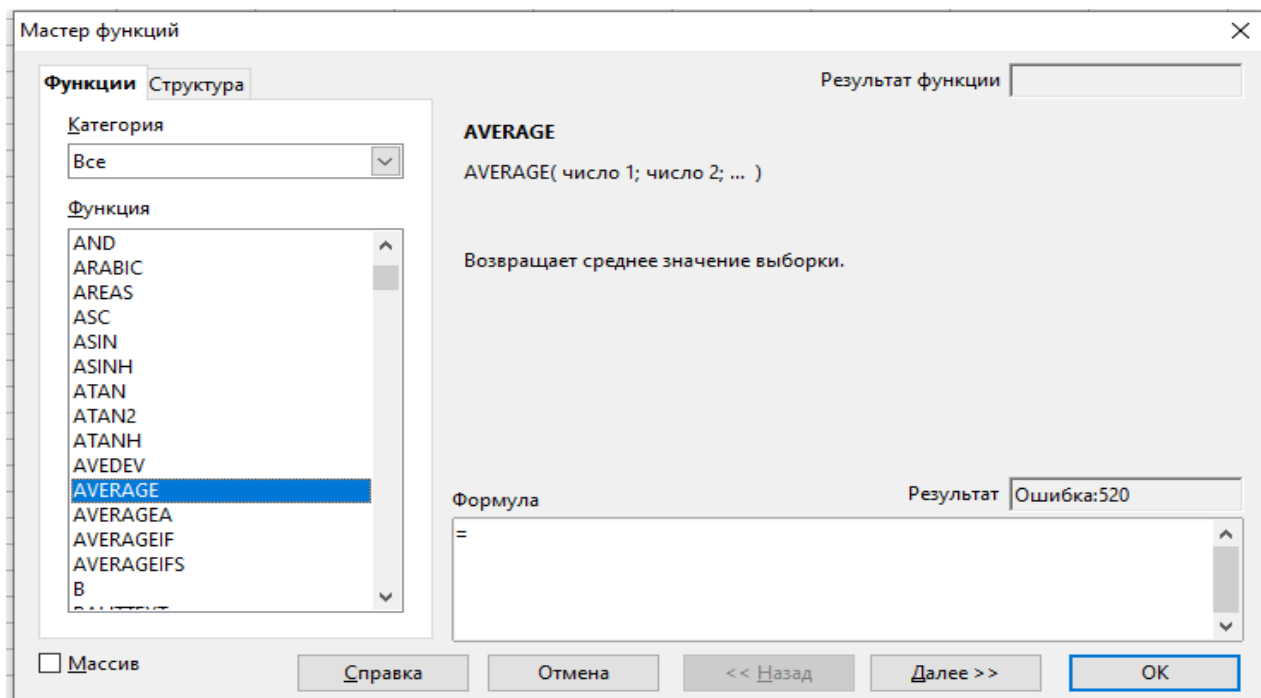 Мастер функций
Функции Структура
Результат функции
Категория
Все
Функция
AND
ARABIC
AREAS
ASC
ASIN
ASINH
ATAN
ATAN2
ATANH
AVEDEV
AVERAGE
AVERAGEA
AVERAGEIF
AVERAGEIFS
B
AVERAGE
AVERAGE( число 1; число 2; ... )
Возвращает среднее значение выборки.
Формула
Результат Ошибка:520
=
Массив
Справка
Отмена
<< Назад
Далее >>
OK